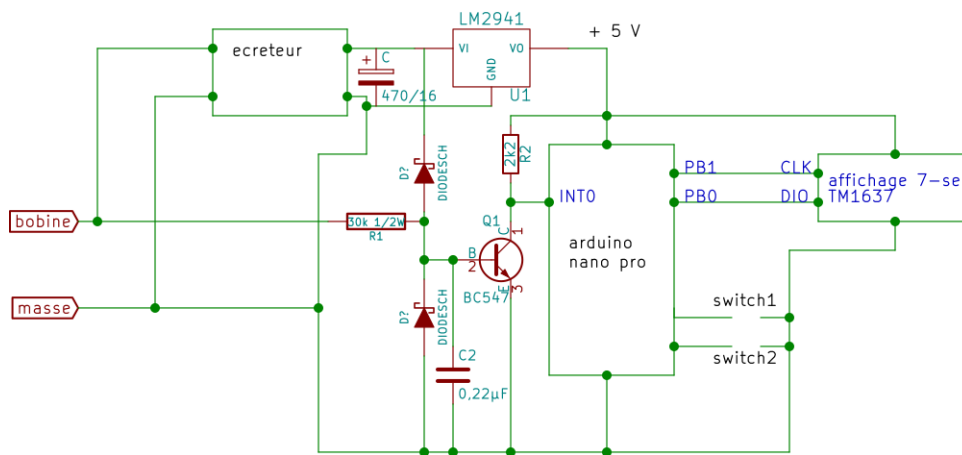 LM2941
+ 5 V
ecreteur
+
C
VI
VO
GND
470/16
U1
2k2
R2
D?
DIODESCH
PB1
CLK
affichage 7-se
INT0
PB0
DIO
TM1637
bobine
30k 1/2W
R1
Q1
C
1
arduino
nano pro
B
2
E
3
BC547
masse
switch1
D?
DIODESCH
switch2
C2
0,22µF